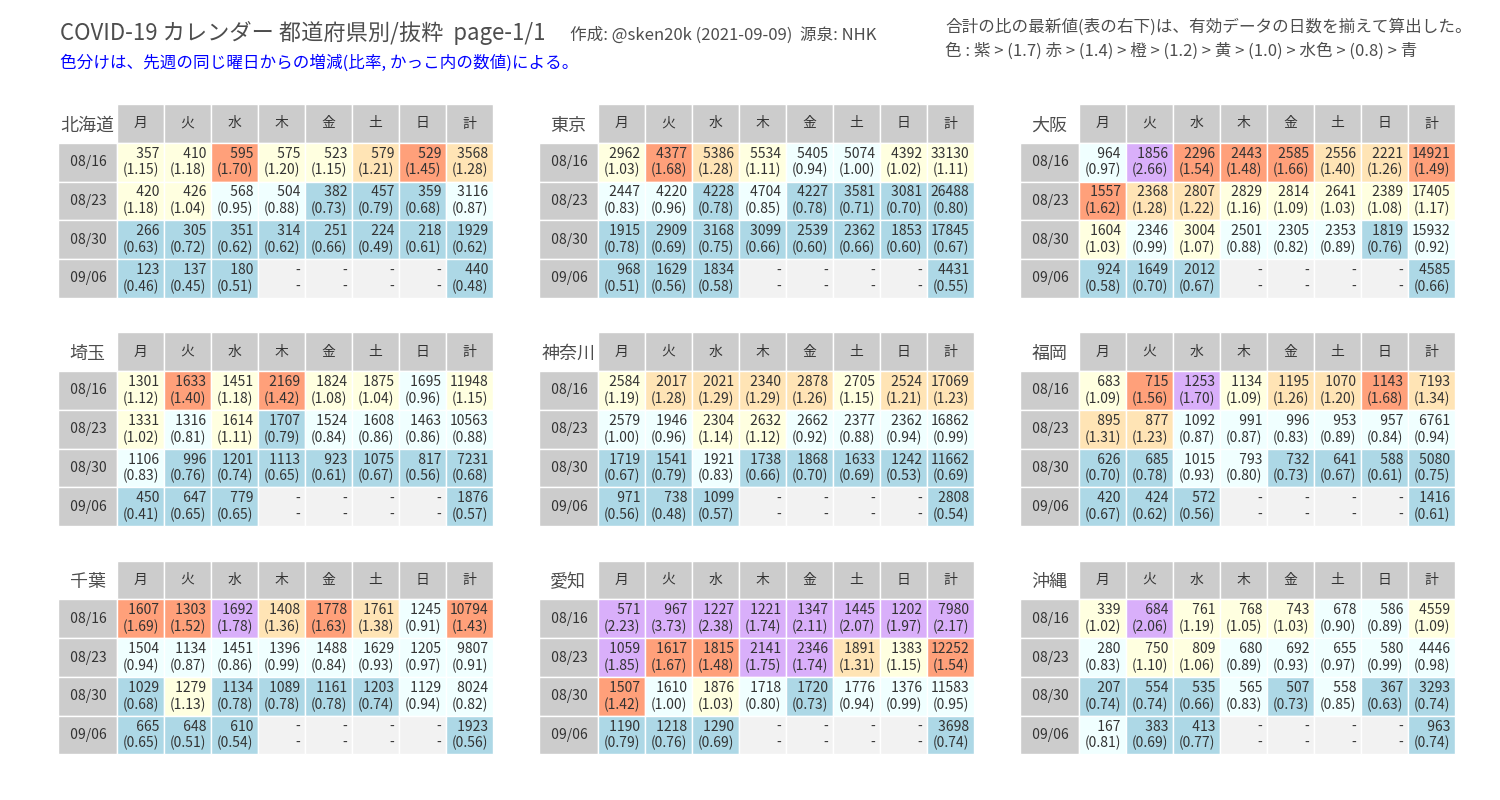 COVID-19 カレンダー 都道府県別/抜粋 page-1/1 作成: @sken20k (2021-09-09) 源泉: NHK
合計の比の最新値(表の右下)は、有効データの日数を揃えて算出した。
色分けは、先週の同じ曜日からの増減(比率, かっこ内の数値)による。
色 : 紫 > (1.7) 赤 > (1.4) 橙 > (1.2) 黄 > (1.0) > 水色 > (0.8) > 青
北海道 月 火 水 木 金 土 日 計
08/16 357 410 595 575 523 579 529 3568
(1.15) (1.18) (1.70) (1.20) (1.15) (1.21) (1.45) (1.28)
08/23 420 426 568 504 382 457 359 3116
(1.18) (1.04) (0.95) (0.88) (0.73) (0.79) (0.68) (0.87)
08/30 266 305 351 314 251 224 218 1929
(0.63) (0.72) (0.62) (0.62) (0.66) (0.49) (0.61) (0.62)
09/06 123 137 180 - - - - 440
(0.46) (0.45) (0.51) - - - - (0.48)
東京 月 火 水 木 金 土 日 計
08/16 2962 4377 5386 5534 5405 5074 4392 33130
(1.03) (1.68) (1.28) (1.11) (0.94) (1.00) (1.02) (1.11)
08/23 2447 4220 4228 4704 4227 3581 3081 26488
(0.83) (0.96) (0.78) (0.85) (0.78) (0.71) (0.70) (0.80)
08/30 1915 2909 3168 3099 2539 2362 1853 17845
(0.78) (0.69) (0.75) (0.66) (0.60) (0.66) (0.60) (0.67)
09/06 968 1629 1834 - - - - 4431
(0.51) (0.56) (0.58) - - - - (0.55)
大阪 月 火 水 木 金 土 日 計
08/16 964 1856 2296 2443 2585 2556 2221 14921
(0.97) (2.66) (1.54) (1.48) (1.66) (1.40) (1.26) (1.49)
08/23 1557 2368 2807 2829 2814 2641 2389 17405
(1.62) (1.28) (1.22) (1.16) (1.09) (1.03) (1.08) (1.17)
08/30 1604 2346 3004 2501 2305 2353 1819 15932
(1.03) (0.99) (1.07) (0.88) (0.82) (0.89) (0.76) (0.92)
09/06 924 1649 2012 - - - - 4585
(0.58) (0.70) (0.67) - - - - (0.66)
埼玉 月 火 水 木 金 土 日 計
08/16 1301 1633 1451 2169 1824 1875 1695 11948
(1.12) (1.40) (1.18) (1.42) (1.08) (1.04) (0.96) (1.15)
08/23 1331 1316 1614 1707 1524 1608 1463 10563
(1.02) (0.81) (1.11) (0.79) (0.84) (0.86) (0.86) (0.88)
08/30 1106 996 1201 1113 923 1075 817 7231
(0.83) (0.76) (0.74) (0.65) (0.61) (0.67) (0.56) (0.68)
09/06 450 647 779 - - - - 1876
(0.41) (0.65) (0.65) - - - - (0.57)
神奈川 月 火 水 木 金 土 日 計
08/16 2584 2017 2021 2340 2878 2705 2524 17069
(1.19) (1.28) (1.29) (1.29) (1.26) (1.15) (1.21) (1.23)
08/23 2579 1946 2304 2632 2662 2377 2362 16862
(1.00) (0.96) (1.14) (1.12) (0.92) (0.88) (0.94) (0.99)
08/30 1719 1541 1921 1738 1868 1633 1242 11662
(0.67) (0.79) (0.83) (0.66) (0.70) (0.69) (0.53) (0.69)
09/06 971 738 1099 - - - - 2808
(0.56) (0.48) (0.57) - - - - (0.54)
福岡 月 火 水 木 金 土 日 計
08/16 683 715 1253 1134 1195 1070 1143 7193
(1.09) (1.56) (1.70) (1.09) (1.26) (1.20) (1.68) (1.34)
08/23 895 877 1092 991 996 953 957 6761
(1.31) (1.23) (0.87) (0.87) (0.83) (0.89) (0.84) (0.94)
08/30 626 685 1015 793 732 641 588 5080
(0.70) (0.78) (0.93) (0.80) (0.73) (0.67) (0.61) (0.75)
09/06 420 424 572 - - - - 1416
(0.67) (0.62) (0.56) - - - - (0.61)
千葉 月 火 水 木 金 土 日 計
08/16 1607 1303 1692 1408 1778 1761 1245 10794
(1.69) (1.52) (1.78) (1.36) (1.63) (1.38) (0.91) (1.43)
08/23 1504 1134 1451 1396 1488 1629 1205 9807
(0.94) (0.87) (0.86) (0.99) (0.84) (0.93) (0.97) (0.91)
08/30 1029 1279 1134 1089 1161 1203 1129 8024
(0.68) (1.13) (0.78) (0.78) (0.78) (0.74) (0.94) (0.82)
09/06 665 648 610 - - - - 1923
(0.65) (0.51) (0.54) - - - - (0.56)
愛知 月 火 水 木 金 土 日 計
08/16 571 967 1227 1221 1347 1445 1202 7980
(2.23) (3.73) (2.38) (1.74) (2.11) (2.07) (1.97) (2.17)
08/23 1059 1617 1815 2141 2346 1891 1383 12252
(1.85) (1.67) (1.48) (1.75) (1.74) (1.31) (1.15) (1.54)
08/30 1507 1610 1876 1718 1720 1776 1376 11583
(1.42) (1.00) (1.03) (0.80) (0.73) (0.94) (0.99) (0.95)
09/06 1190 1218 1290 - - - - 3698
(0.79) (0.76) (0.69) - - - - (0.74)
沖縄 月 火 水 木 金 土 日 計
08/16 339 684 761 768 743 678 586 4559
(1.02) (2.06) (1.19) (1.05) (1.03) (0.90) (0.89) (1.09)
08/23 280 750 809 680 692 655 580 4446
(0.83) (1.10) (1.06) (0.89) (0.93) (0.97) (0.99) (0.98)
08/30 207 554 535 565 507 558 367 3293
(0.74) (0.74) (0.66) (0.83) (0.73) (0.85) (0.63) (0.74)
09/06 167 383 413 - - - - 963
(0.81) (0.69) (0.77) - - - - (0.74)